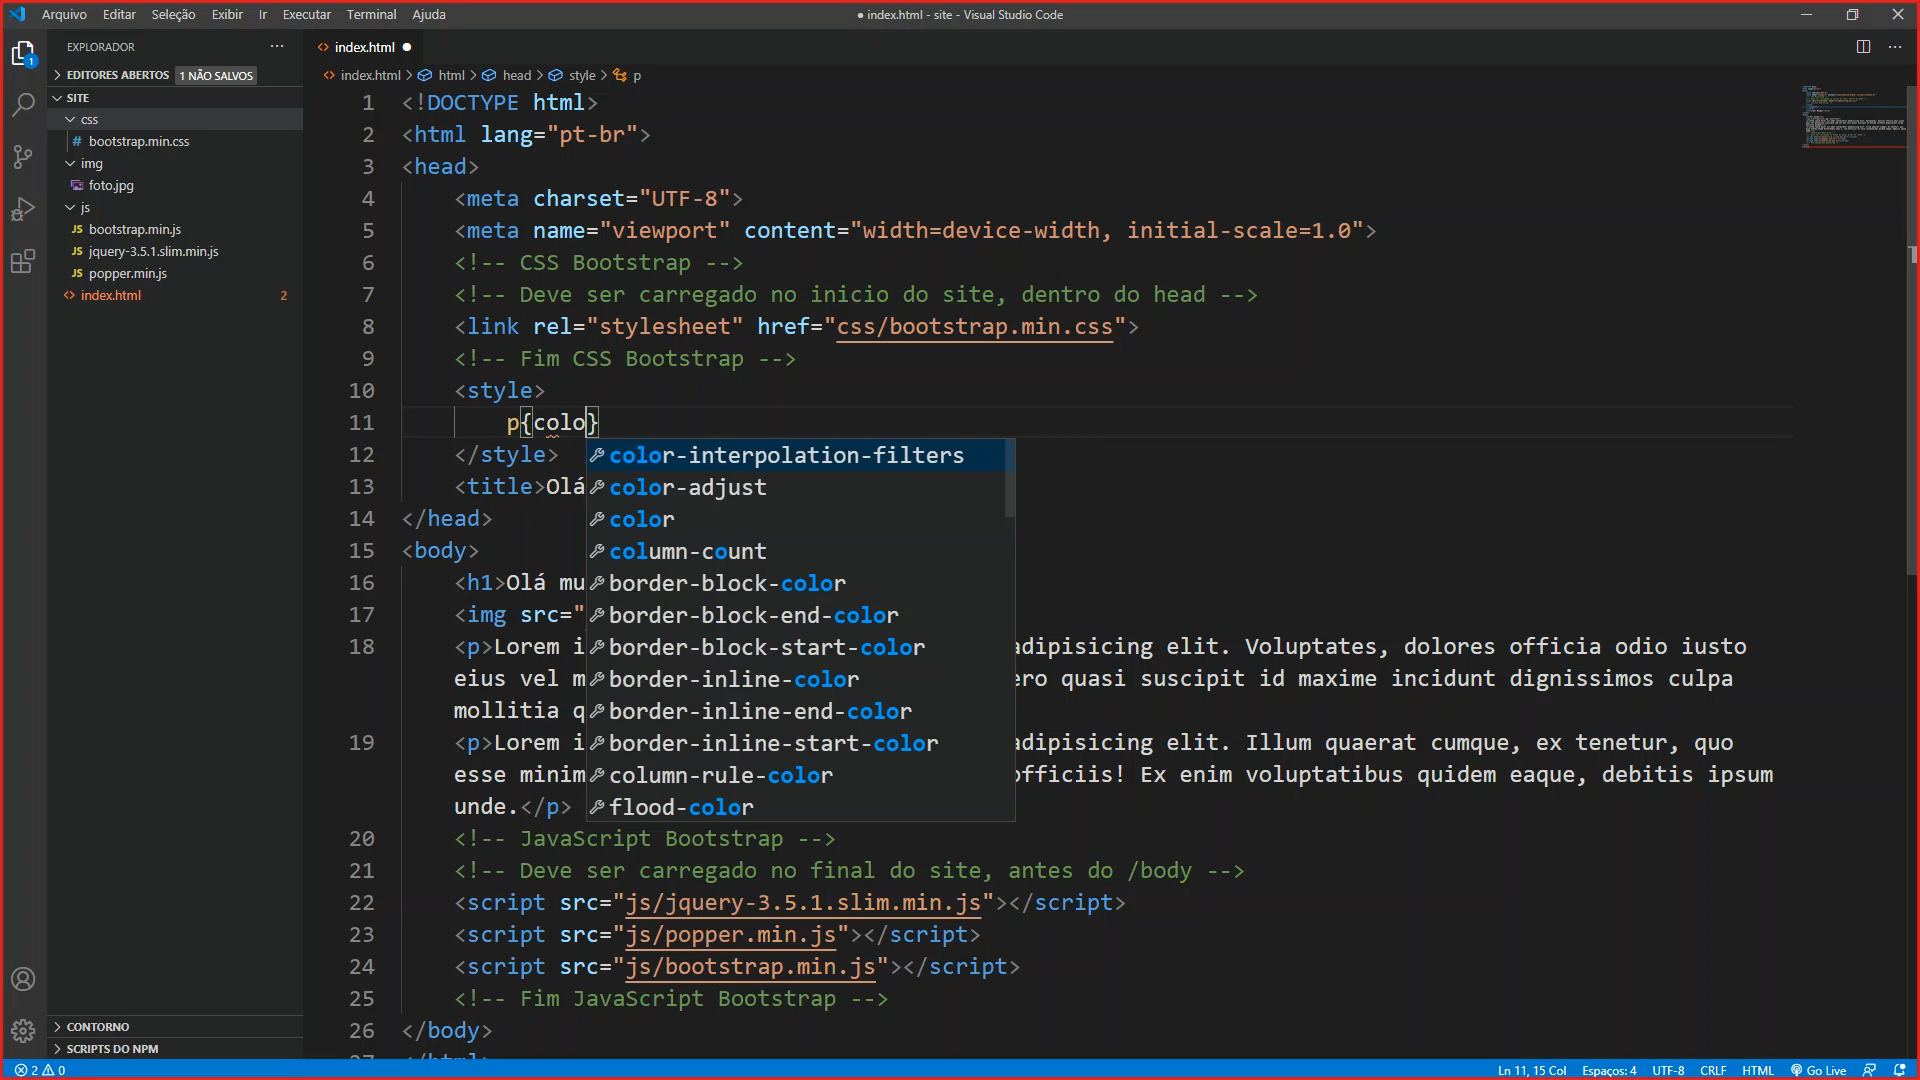 Arquivo Editar Seleção Exibir Ir Executar Terminal Ajuda
● index.html - site - Visual Studio Code
EXPLORADOR
EDITORES ABERTOS 1 NÃO SALVOS
SITE
css
bootstrap.min.css
img
foto.jpg
js
JS bootstrap.min.js
JS jquery-3.5.1.slim.min.js
JS popper.min.js
index.html 2
CONTORNO
SCRIPTS DO NPM
index.html
index.html > html > head > style > p
1 <!DOCTYPE html>
2 <html lang="pt-br">
3 <head>
4 <meta charset="UTF-8">
5 <meta name="viewport" content="width=device-width, initial-scale=1.0">
6 <!-- CSS Bootstrap -->
7 <!-- Deve ser carregado no inicio do site, dentro do head -->
8 <link rel="stylesheet" href="css/bootstrap.min.css">
9 <!-- Fim CSS Bootstrap -->
10 <style>
11 p{colo}
12 </style>
13 <title>Olá
14 </head>
15 <body>
16 <h1>Olá mu
17 <img src="
18 <p>Lorem i adipisicing elit. Voluptates, dolores officia odio iusto
eius vel m ero quasi suscipit id maxime incidunt dignissimos culpa
mollitia q
19 <p>Lorem i adipisicing elit. Illum quaerat cumque, ex tenetur, quo
esse minim officiis! Ex enim voluptatibus quidem eaque, debitis ipsum
unde.</p>
20 <!-- JavaScript Bootstrap -->
21 <!-- Deve ser carregado no final do site, antes do /body -->
22 <script src="js/jquery-3.5.1.slim.min.js"></script>
23 <script src="js/popper.min.js"></script>
24 <script src="js/bootstrap.min.js"></script>
25 <!-- Fim JavaScript Bootstrap -->
26 </body>
27 </html>
color-interpolation-filters
color-adjust
color
column-count
border-block-color
border-block-end-color
border-block-start-color
border-inline-color
border-inline-end-color
border-inline-start-color
column-rule-color
flood-color
1
2 0
Ln 11, 15 Col Espaços: 4 UTF-8 CRLF HTML Go Live